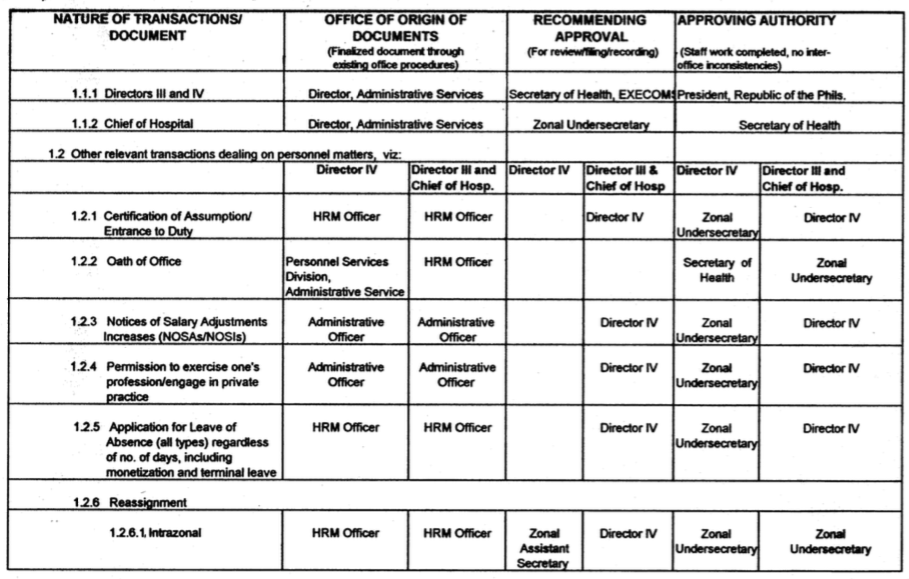 NATURE OF TRANSACTIONS/ DOCUMENT
OFFICE OF ORIGIN OF DOCUMENTS
(Finalized document through existing office procedures)
RECOMMENDING APPROVAL
(For review/filing/recording)
APPROVING AUTHORITY
(Staff work completed, no inter-office inconsistencies)
1.1.1 Directors III and IV
Director, Administrative Services
Secretary of Health, EXECOMS
President, Republic of the Phils.
1.1.2 Chief of Hospital
Director, Administrative Services
Zonal Undersecretary
Secretary of Health
1.2 Other relevant transactions dealing on personnel matters, viz:
Director IV
Director III and Chief of Hosp.
Director IV
Director III & Chief of Hosp
Director IV
Director III and Chief of Hosp.
1.2.1 Certification of Assumption/ Entrance to Duty
HRM Officer
HRM Officer
Director IV
Zonal Undersecretary
Director IV
1.2.2 Oath of Office
Personnel Services Division, Administrative Service
HRM Officer
Secretary of Health
Zonal Undersecretary
1.2.3 Notices of Salary Adjustments Increases (NOSAs/NOSIs)
Administrative Officer
Administrative Officer
Director IV
Zonal Undersecretary
Director IV
1.2.4 Permission to exercise one's profession/engage in private practice
Administrative Officer
Administrative Officer
Director IV
Zonal Undersecretary
Director IV
1.2.5 Application for Leave of Absence (all types) regardless of no. of days, including monetization and terminal leave
HRM Officer
HRM Officer
Director IV
Zonal Undersecretary
Director IV
1.2.6 Reassignment
1.2.6.1. Intrazonal
HRM Officer
HRM Officer
Zonal Assistant Secretary
Director IV
Zonal Undersecretary
Zonal Undersecretary